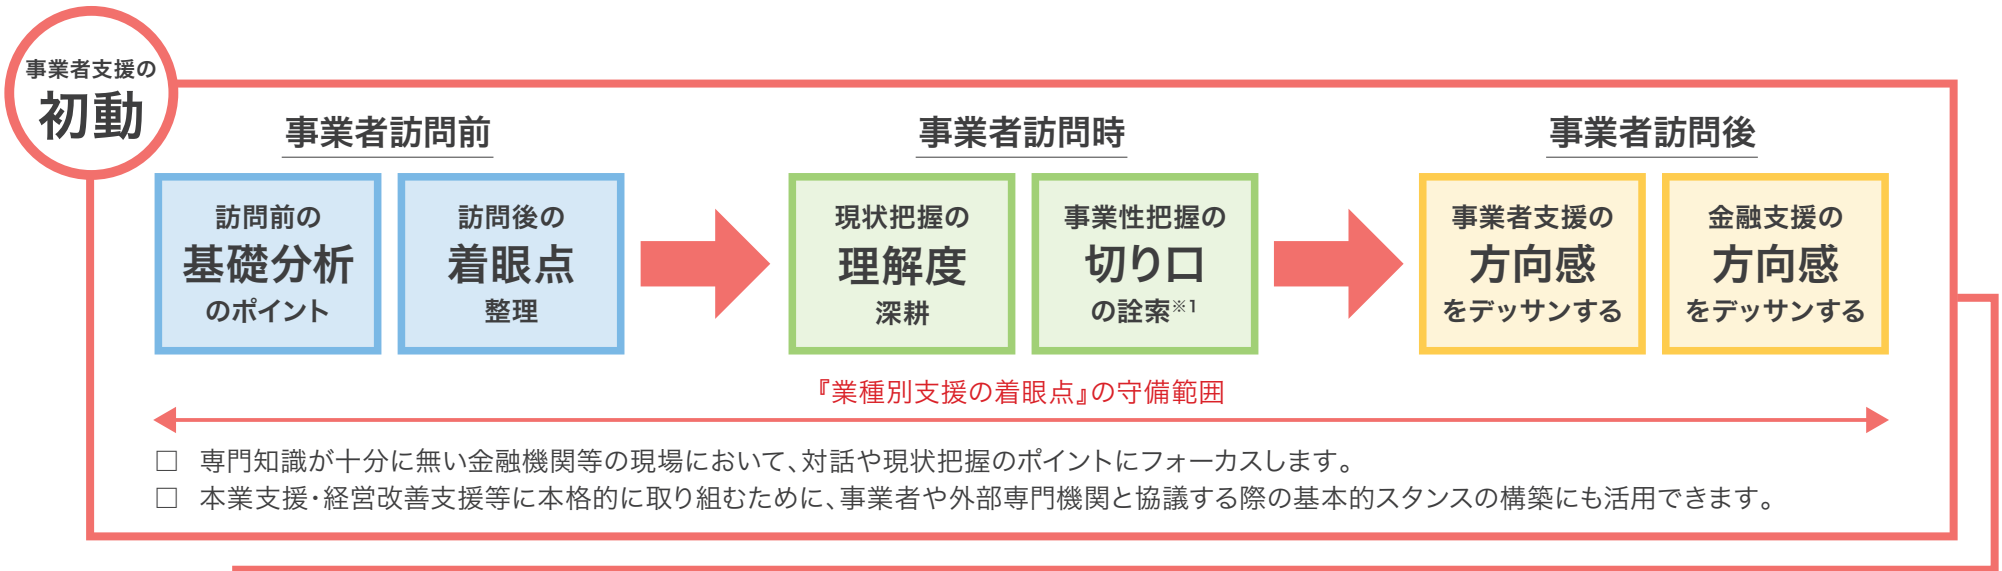 事業者支援の
初動
事業者訪問前
訪問前の
基礎分析
のポイント
訪問後の
着眼点
整理
事業者訪問時
現状把握の
理解度
深耕
事業性把握の
切り口
の詮索※1
事業者訪問後
事業者支援の
方向感
をデッサンする
金融支援の
方向感
をデッサンする
『業種別支援の着眼点』の守備範囲
□ 専門知識が十分に無い金融機関等の現場において、対話や現状把握のポイントにフォーカスします。
□ 本業支援・経営改善支援等に本格的に取り組むために、事業者や外部専門機関と協議する際の基本的スタンスの構築にも活用できます。